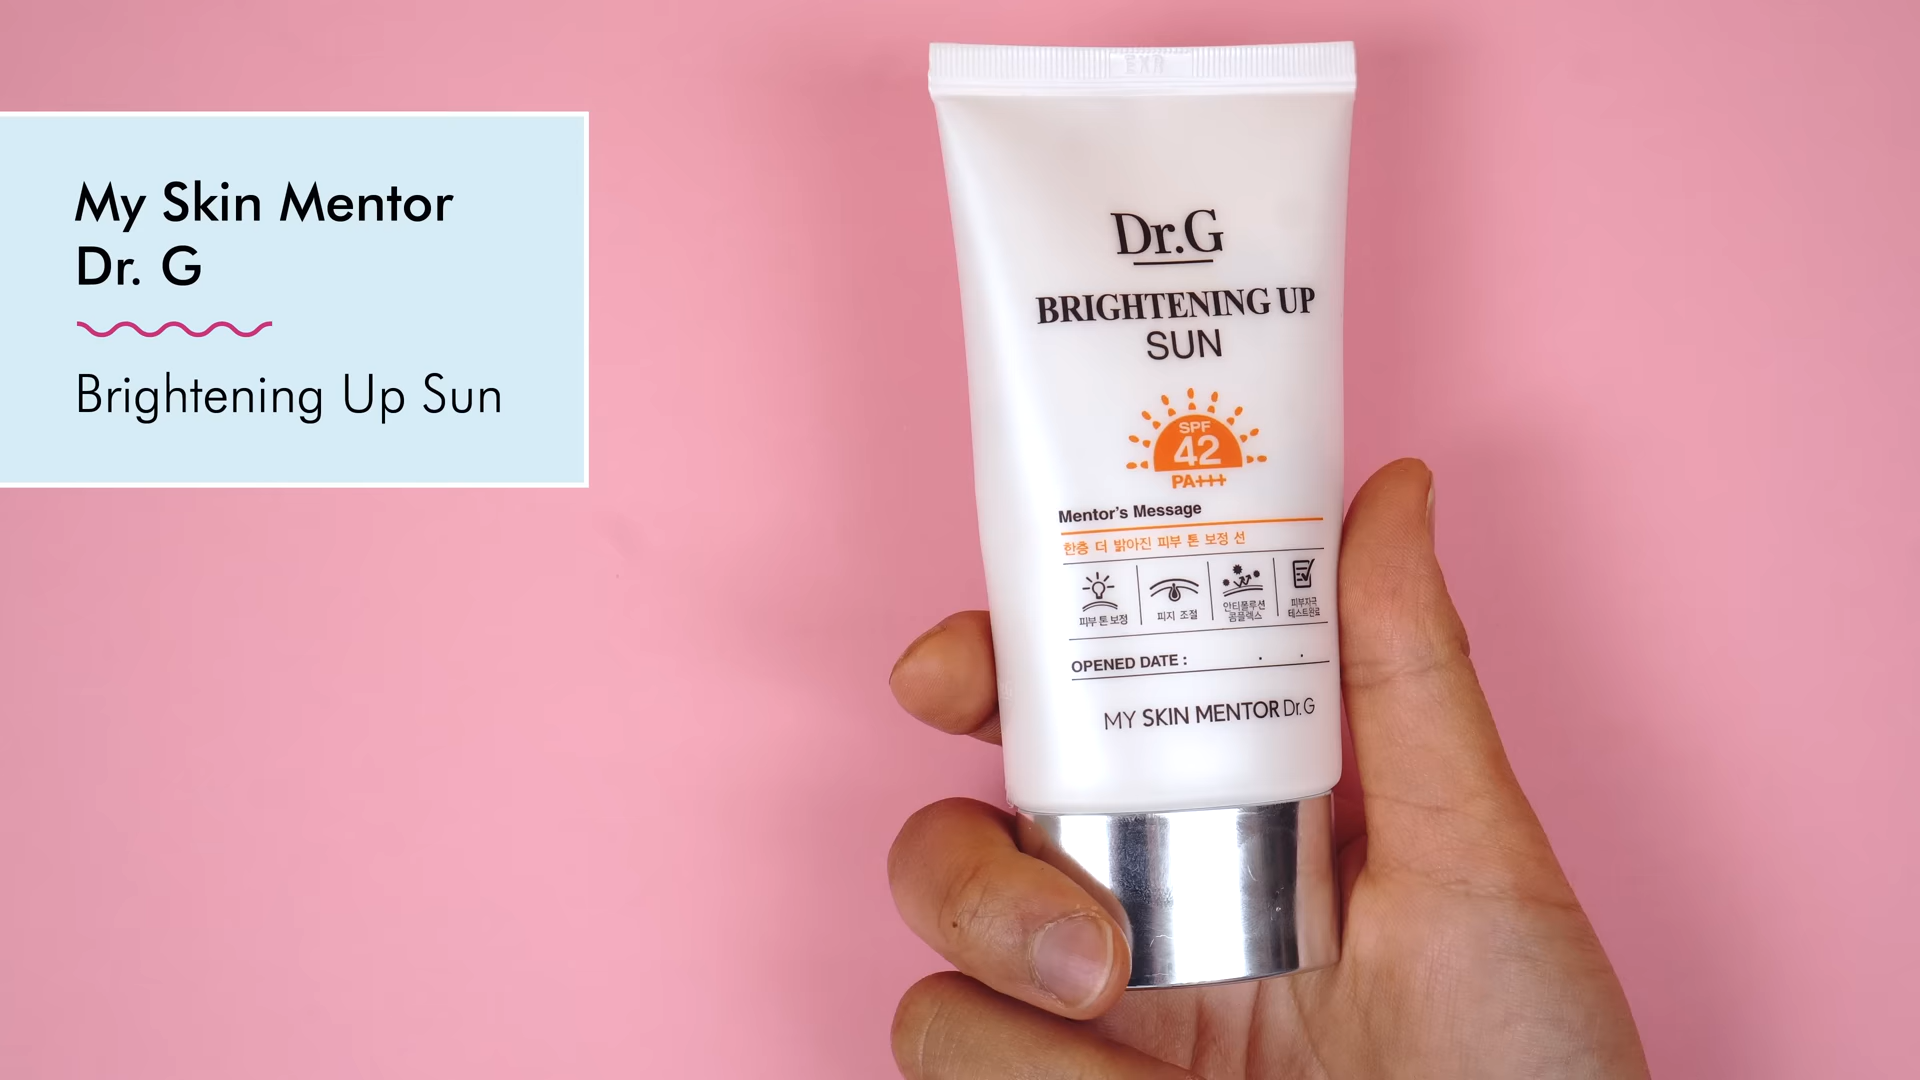 My Skin Mentor
Dr. G
Brightening Up Sun
Dr.G
BRIGHTENING UP
SUN
SPF
42
PA+++
Mentor's Message
한층 더 밝아진 피부 톤 보정 선
피부 톤 보정
피지 조절
안티폴루션
콤플렉스
피부자극
테스트완료
OPENED DATE : . .
MY SKIN MENTOR Dr.G